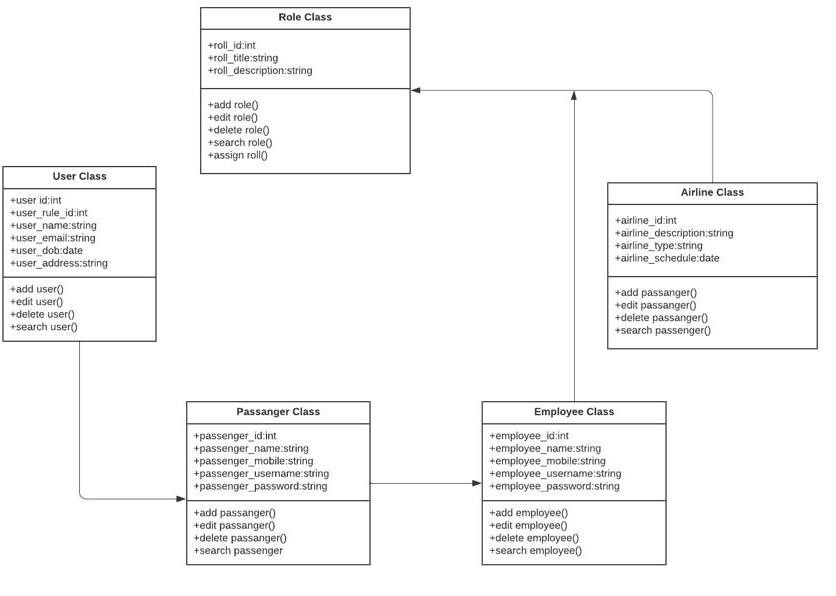 Role Class
+roll_id:int
+roll_title:string
+roll_description:string
+add role()
+edit role()
+delete role()
+search role()
+assign roll()
User Class
+user id:int
+user_rule_id:int
+user_name:string
+user_email:string
+user_dob:date
+user_address:string
+add user()
+edit user()
+delete user()
+search user()
Airline Class
+airline_id:int
+airline_description:string
+airline_type:string
+airline_schedule:date
+add passanger()
+edit passanger()
+delete passanger()
+search passenger()
Passanger Class
+passenger_id:int
+passenger_name:string
+passenger_mobile:string
+passenger_username:string
+passenger_password:string
+add passanger()
+edit passanger()
+delete passanger()
+search passenger
Employee Class
+employee_id:int
+employee_name:string
+employee_mobile:string
+employee_username:string
+employee_password:string
+add employee()
+edit employee()
+delete employee()
+search employee()